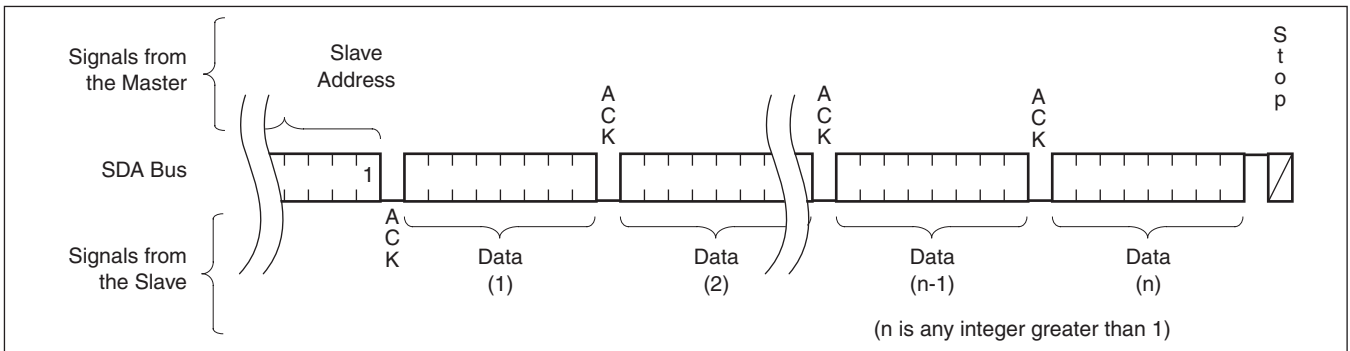 Signals from
the Master
Slave
Address
S
t
o
p
A
C
K
A
C
K
A
C
K
SDA Bus
1
A
C
K
Signals from
the Slave
Data
(1)
Data
(2)
Data
(n-1)
Data
(n)
(n is any integer greater than 1)